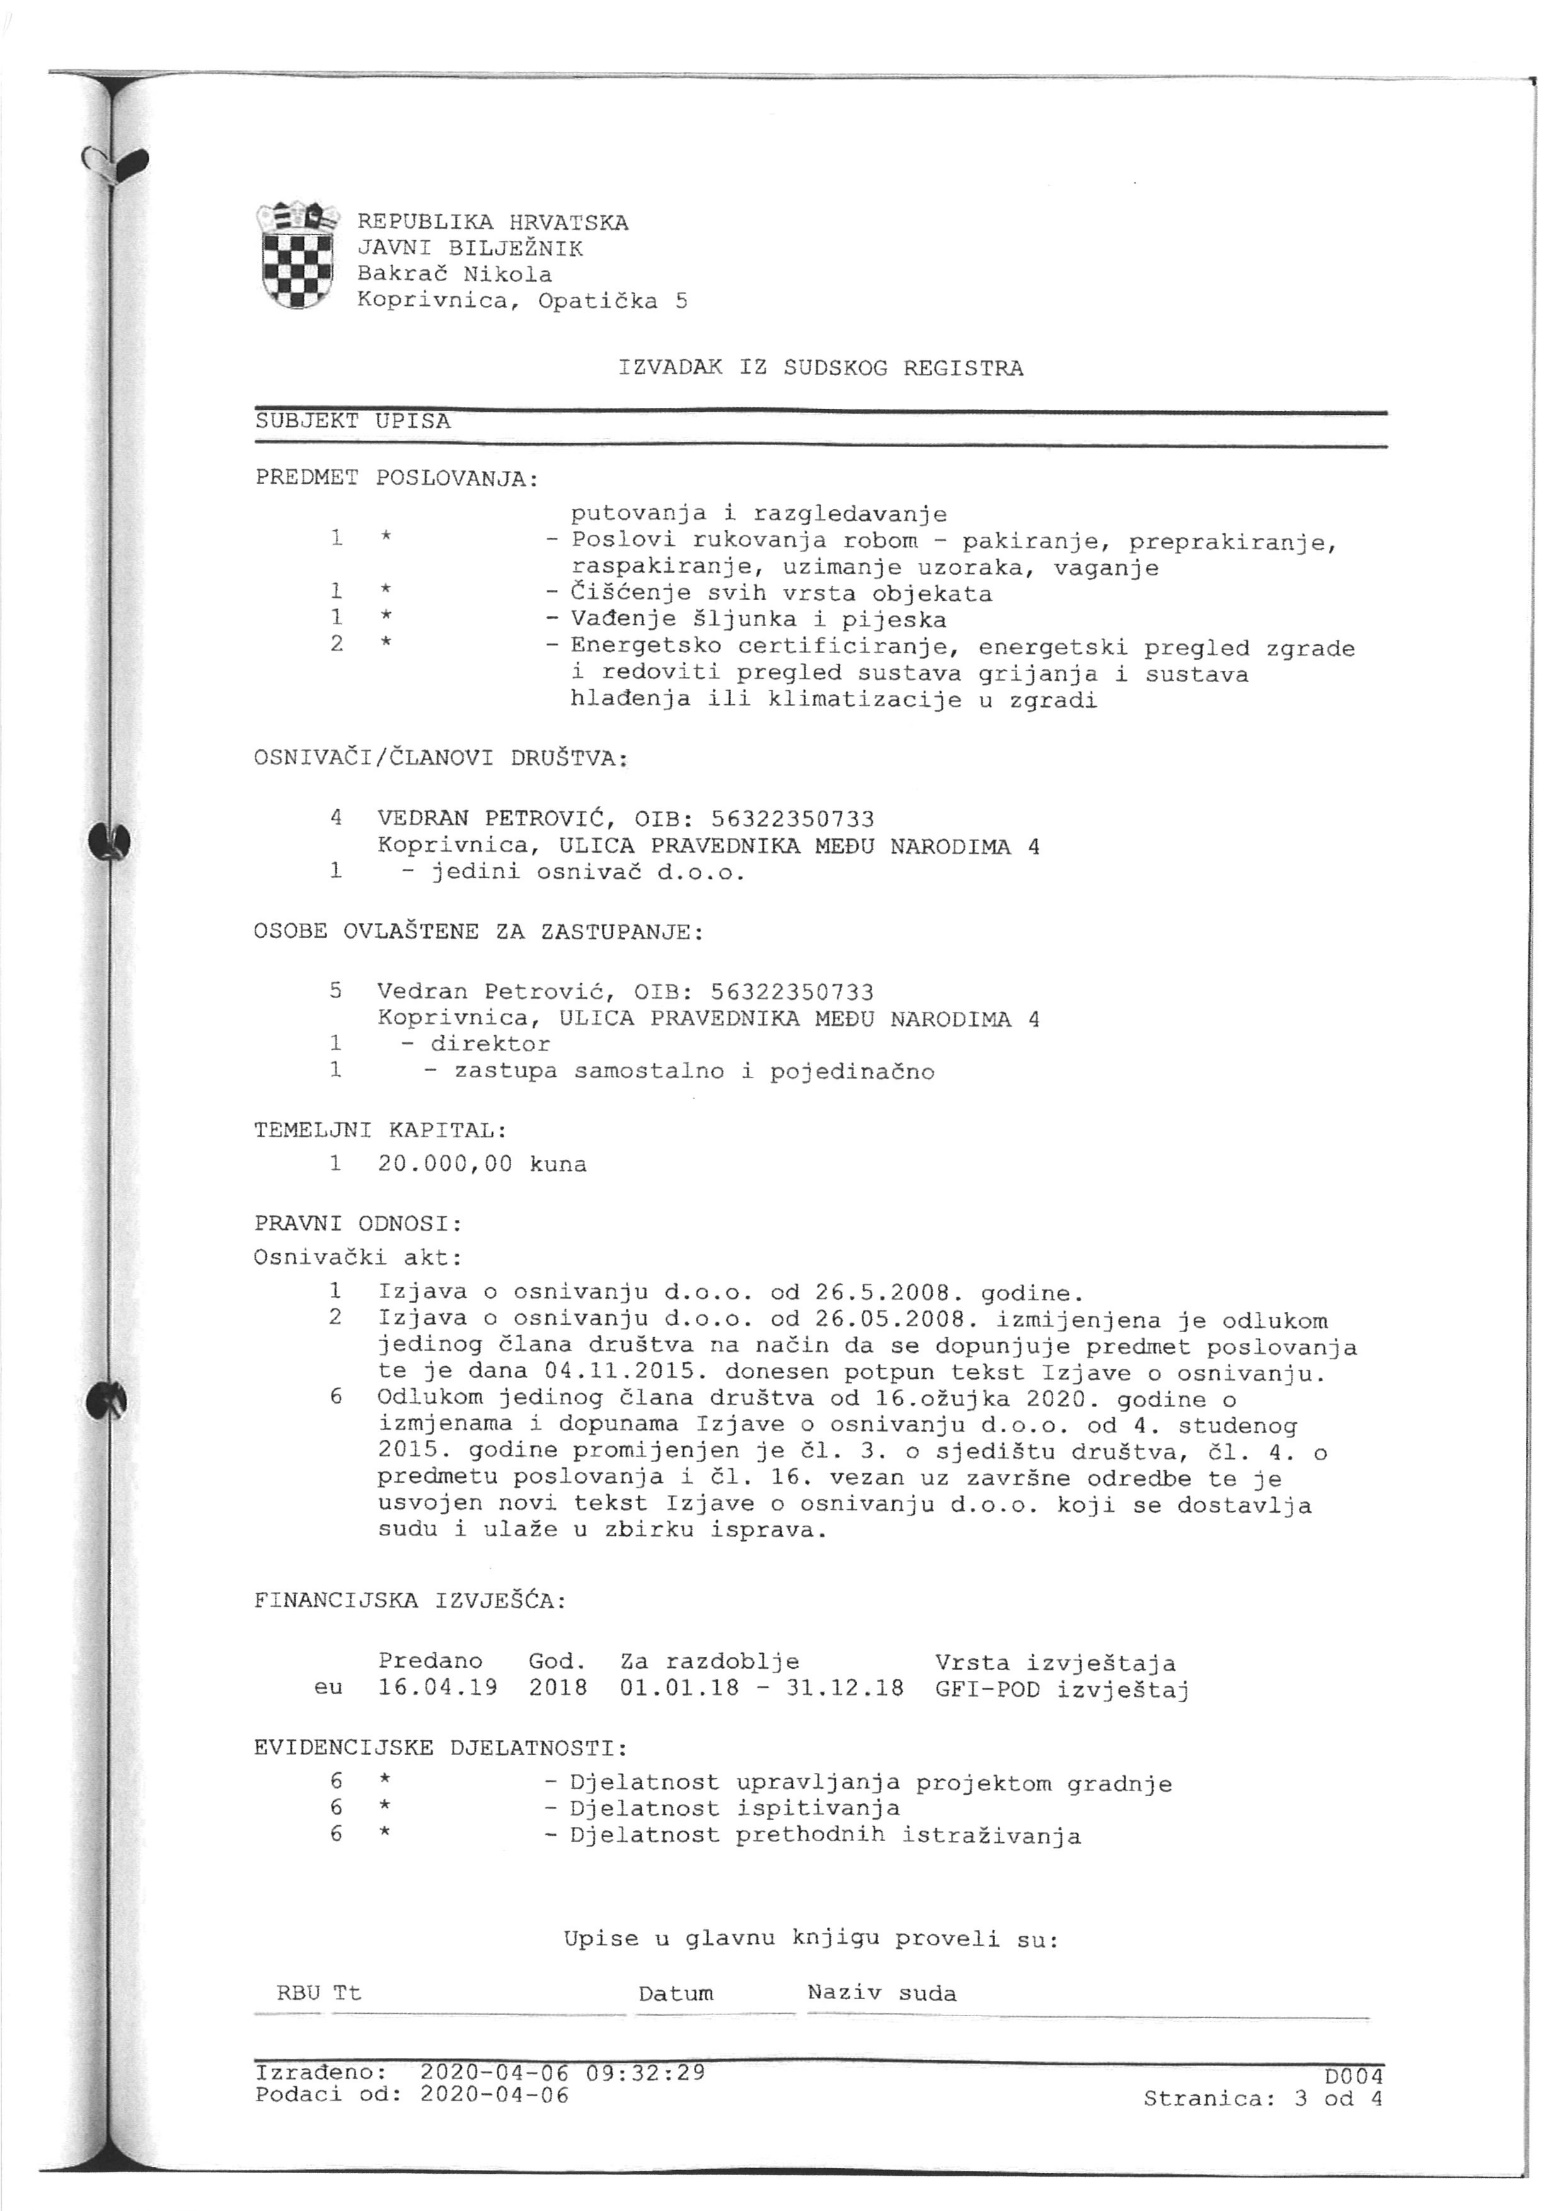 REPUBLIKA HRVATSKA
JAVNI BILJEŽNIK
Bakrač Nikola
Koprivnica, Opatička 5
IZVADAK IZ SUDSKOG REGISTRA
SUBJEKT UPISA
PREDMET POSLOVANJA:
putovanja i razgledavanje
1 * - Poslovi rukovanja robom - pakiranje, preprakiranje,
raspakiranje, uzimanje uzoraka, vaganje
1 * - Čišćenje svih vrsta objekata
1 * - Vađenje šljunka i pijeska
2 * - Energetsko certificiranje, energetski pregled zgrade
i redoviti pregled sustava grijanja i sustava
hlađenja ili klimatizacije u zgradi
OSNIVAČI/ČLANOVI DRUŠTVA:
4 VEDRAN PETROVIĆ, OIB: 56322350733
Koprivnica, ULICA PRAVEDNIKA MEĐU NARODIMA 4
1 - jedini osnivač d.o.o.
OSOBE OVLAŠTENE ZA ZASTUPANJE:
5 Vedran Petrović, OIB: 56322350733
Koprivnica, ULICA PRAVEDNIKA MEĐU NARODIMA 4
1 - direktor
1 - zastupa samostalno i pojedinačno
TEMELJNI KAPITAL:
1 20.000,00 kuna
PRAVNI ODNOSI:
Osnivački akt:
1 Izjava o osnivanju d.o.o. od 26.5.2008. godine.
2 Izjava o osnivanju d.o.o. od 26.05.2008. izmijenjena je odlukom
jedinog člana društva na način da se dopunjuje predmet poslovanja
te je dana 04.11.2015. donesen potpun tekst Izjave o osnivanju.
6 Odlukom jedinog člana društva od 16.ožujka 2020. godine o
izmjenama i dopunama Izjave o osnivanju d.o.o. od 4. studenog
2015. godine promijenjen je čl. 3. o sjedištu društva, čl. 4. o
predmetu poslovanja i čl. 16. vezan uz završne odredbe te je
usvojen novi tekst Izjave o osnivanju d.o.o. koji se dostavlja
sudu i ulaže u zbirku isprava.
FINANCIJSKA IZVJEŠĆA:
Predano God. Za razdoblje Vrsta izvještaja
eu 16.04.19 2018 01.01.18 - 31.12.18 GFI-POD izvještaj
EVIDENCIJSKE DJELATNOSTI:
6 * - Djelatnost upravljanja projektom gradnje
6 * - Djelatnost ispitivanja
6 * - Djelatnost prethodnih istraživanja
Upise u glavnu knjigu proveli su:
RBU Tt Datum Naziv suda
Izrađeno: 2020-04-06 09:32:29 D004
Podaci od: 2020-04-06 Stranica: 3 od 4